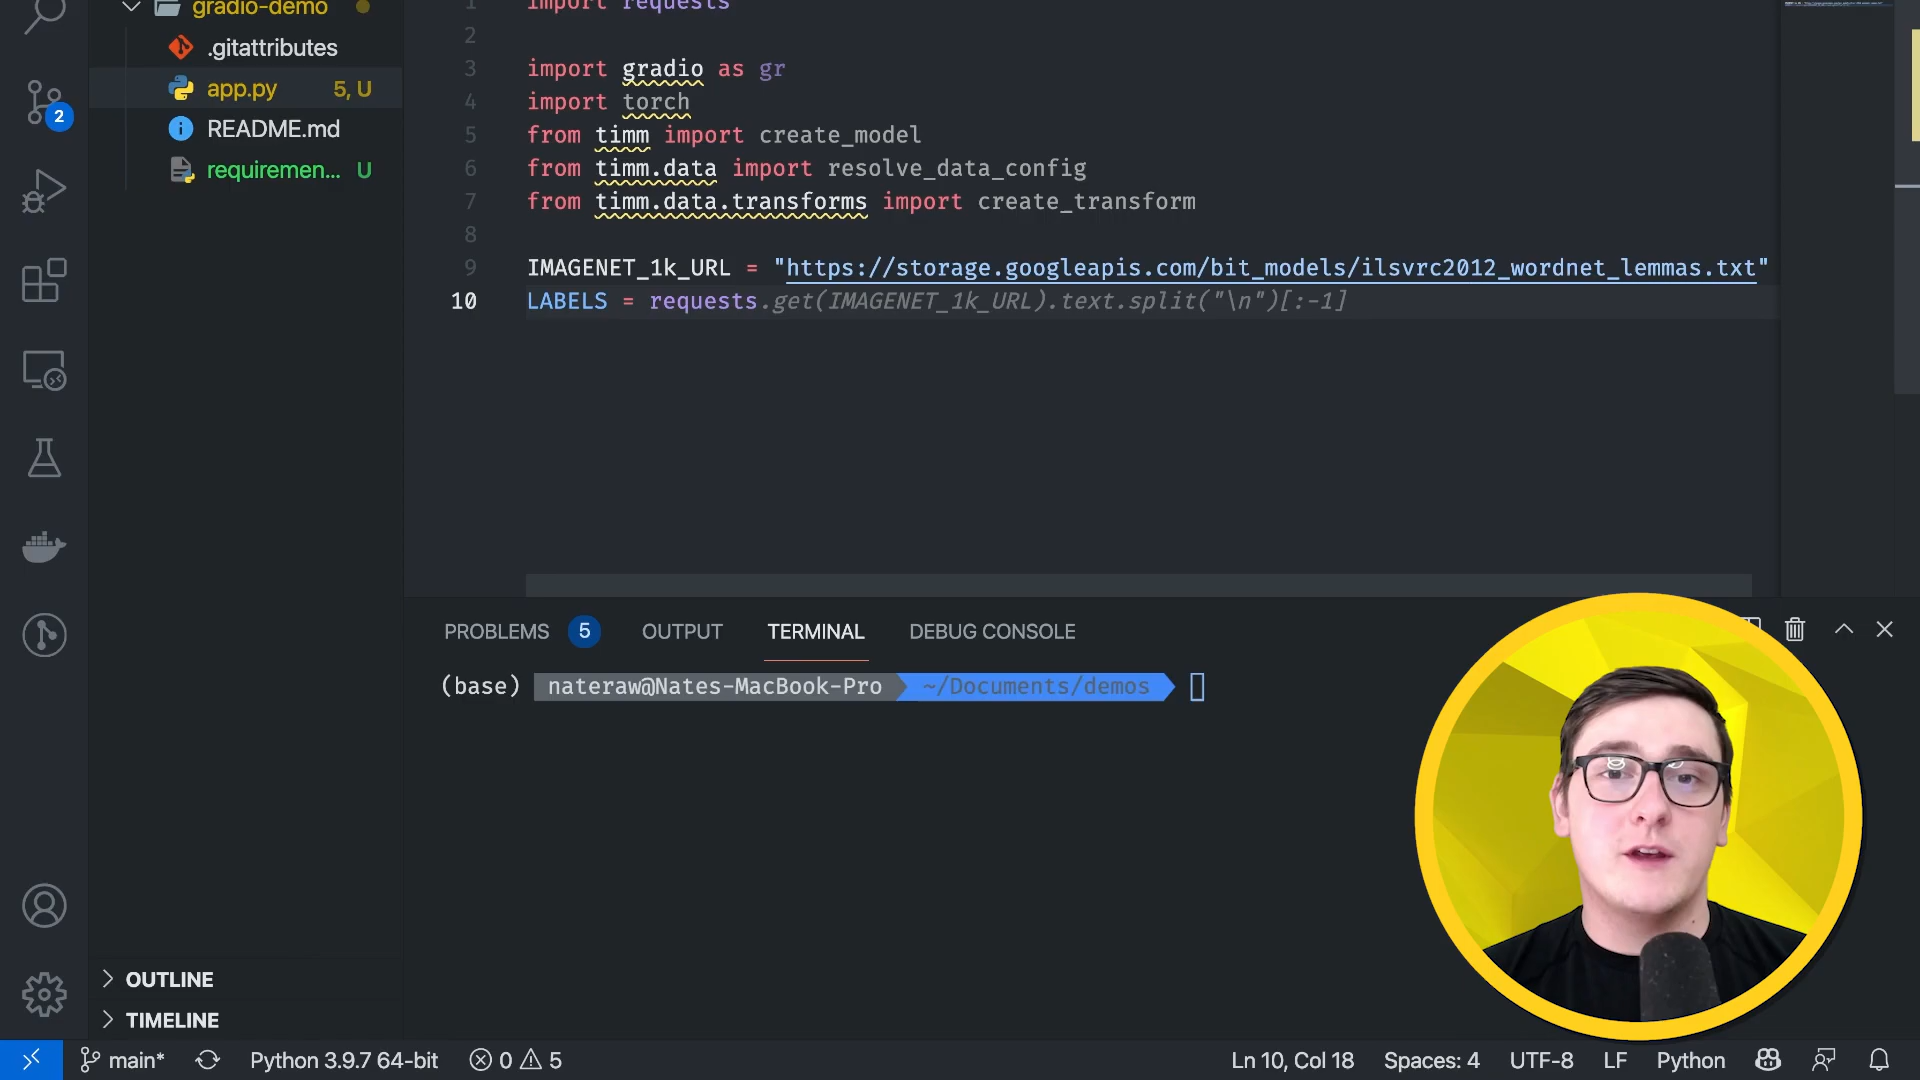 gradio-demo
.gitattributes
app.py 5, U
README.md
requiremen... U
2
OUTLINE
TIMELINE
1 import requests
2
3 import gradio as gr
4 import torch
5 from timm import create_model
6 from timm.data import resolve_data_config
7 from timm.data.transforms import create_transform
8
9 IMAGENET_1k_URL = "https://storage.googleapis.com/bit_models/ilsvrc2012_wordnet_lemmas.txt"
10 LABELS = requests.get(IMAGENET_1k_URL).text.split("\n")[:-1]
PROBLEMS 5 OUTPUT TERMINAL DEBUG CONSOLE
(base) nateraw@Nates-MacBook-Pro ~/Documents/demos
main* Python 3.9.7 64-bit 0 5 Ln 10, Col 18 Spaces: 4 UTF-8 LF Python